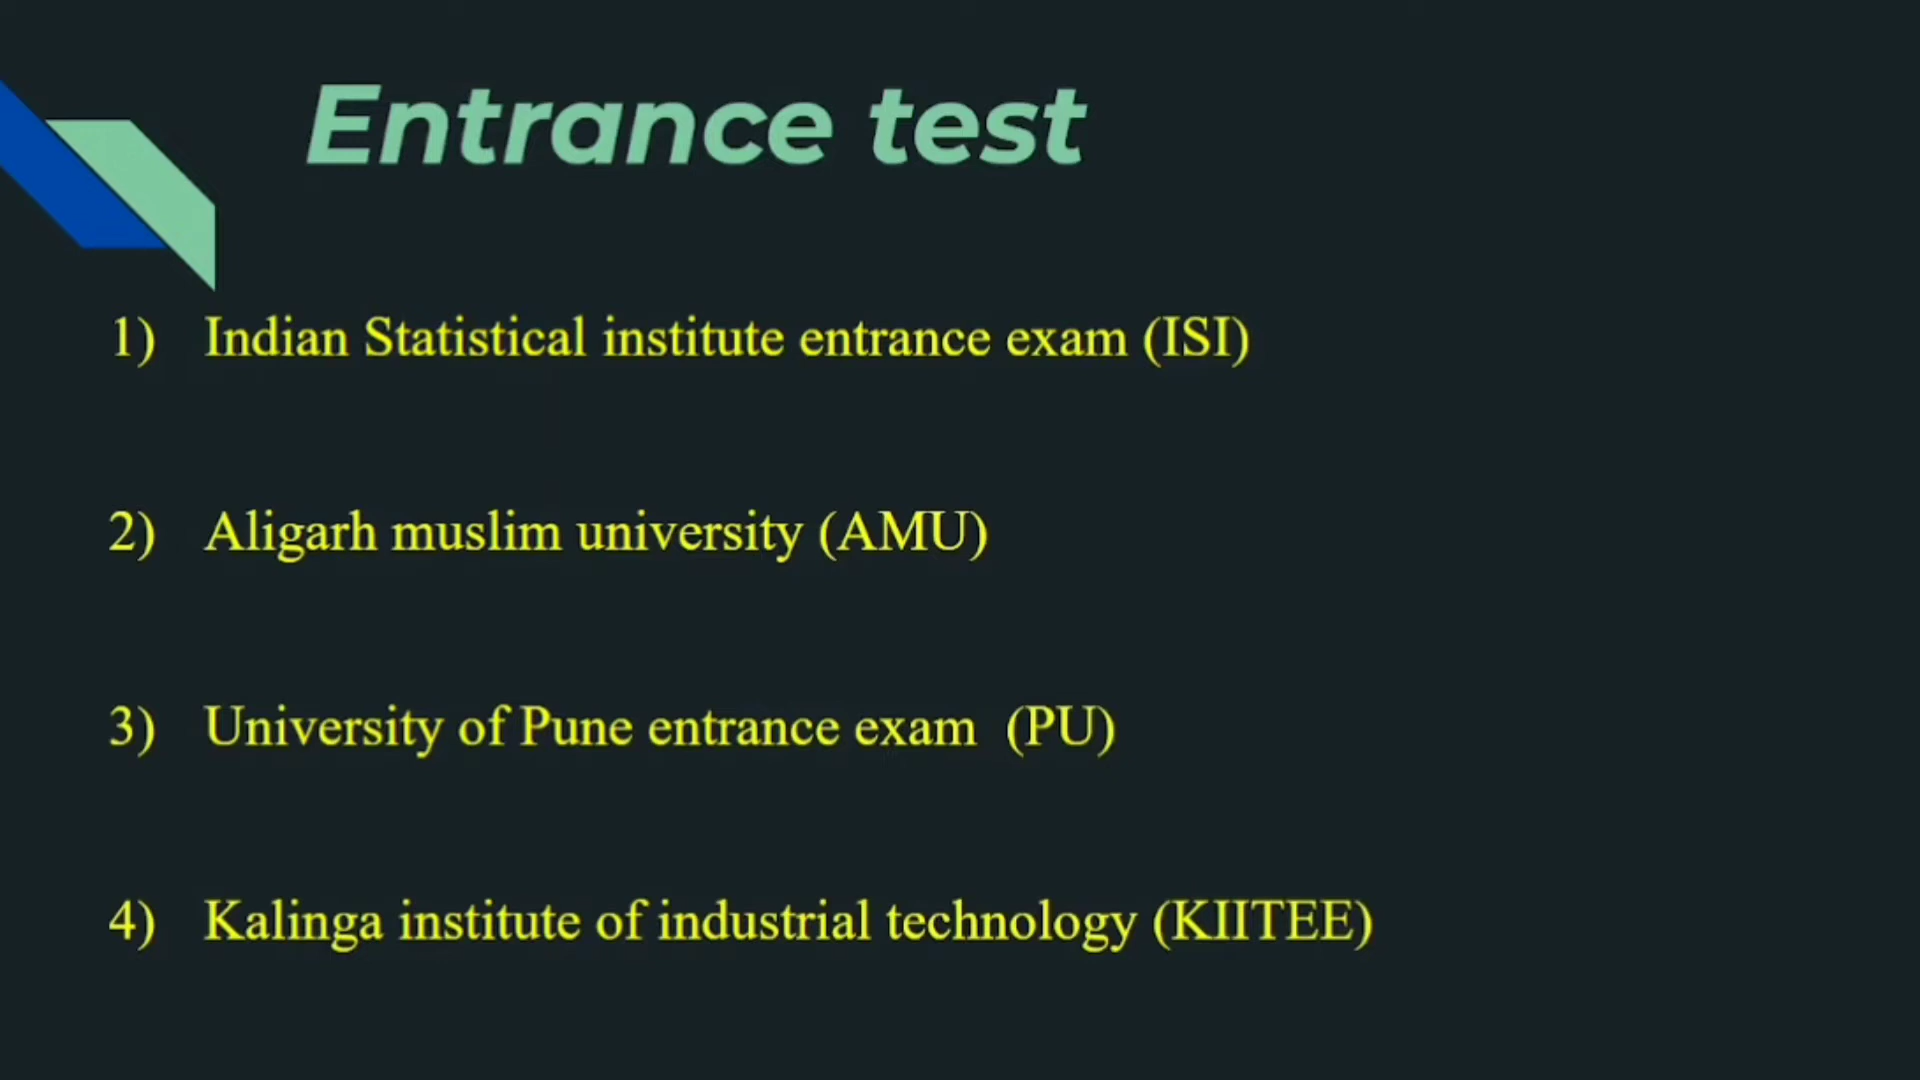 Entrance test
1) Indian Statistical institute entrance exam (ISI)
2) Aligarh muslim university (AMU)
3) University of Pune entrance exam (PU)
4) Kalinga institute of industrial technology (KIITEE)